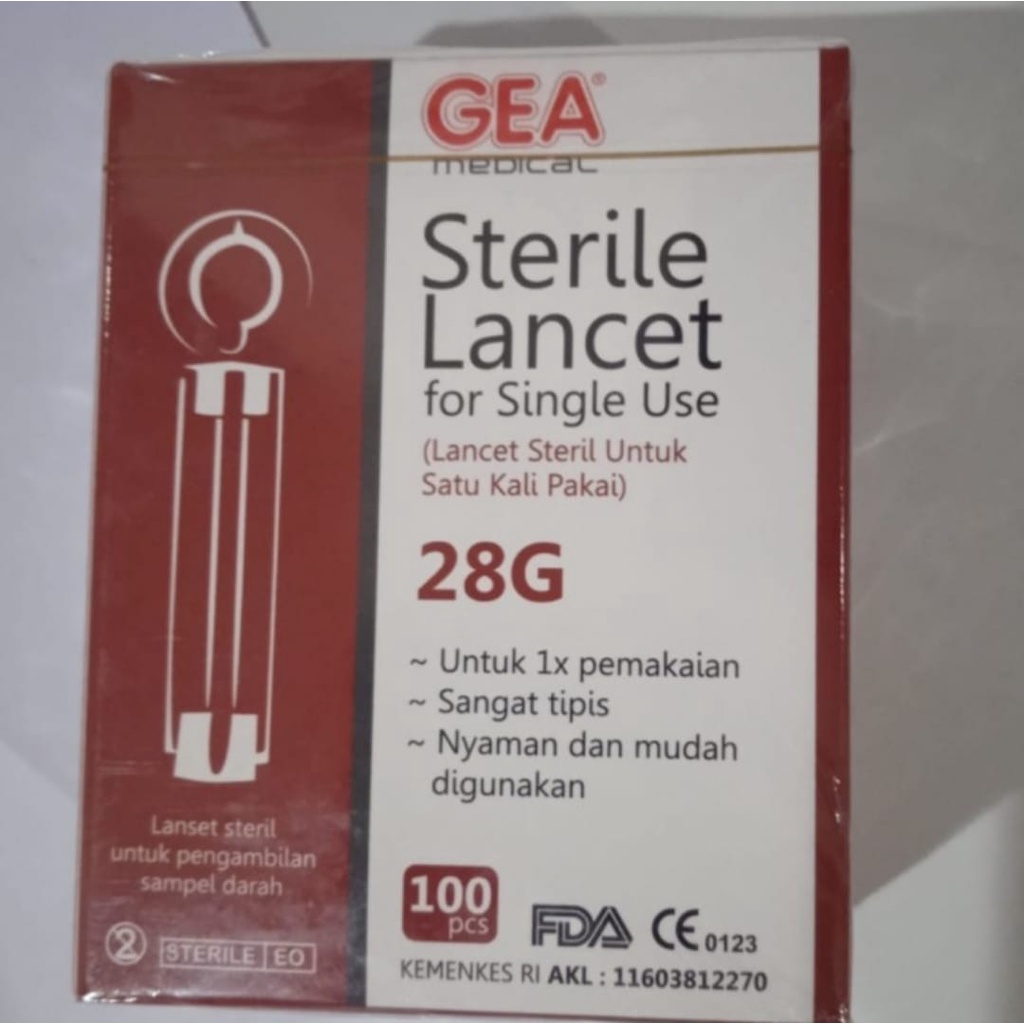 GEA®
medical
Sterile
Lancet
for Single Use
(Lancet Steril Untuk
Satu Kali Pakai)
28G
~ Untuk 1x pemakaian
~ Sangat tipis
~ Nyaman dan mudah
digunakan
Lanset steril
untuk pengambilan
sampel darah
2 STERILE EO
100
pcs
FDA CE 0123
KEMENKES RI AKL : 11603812270